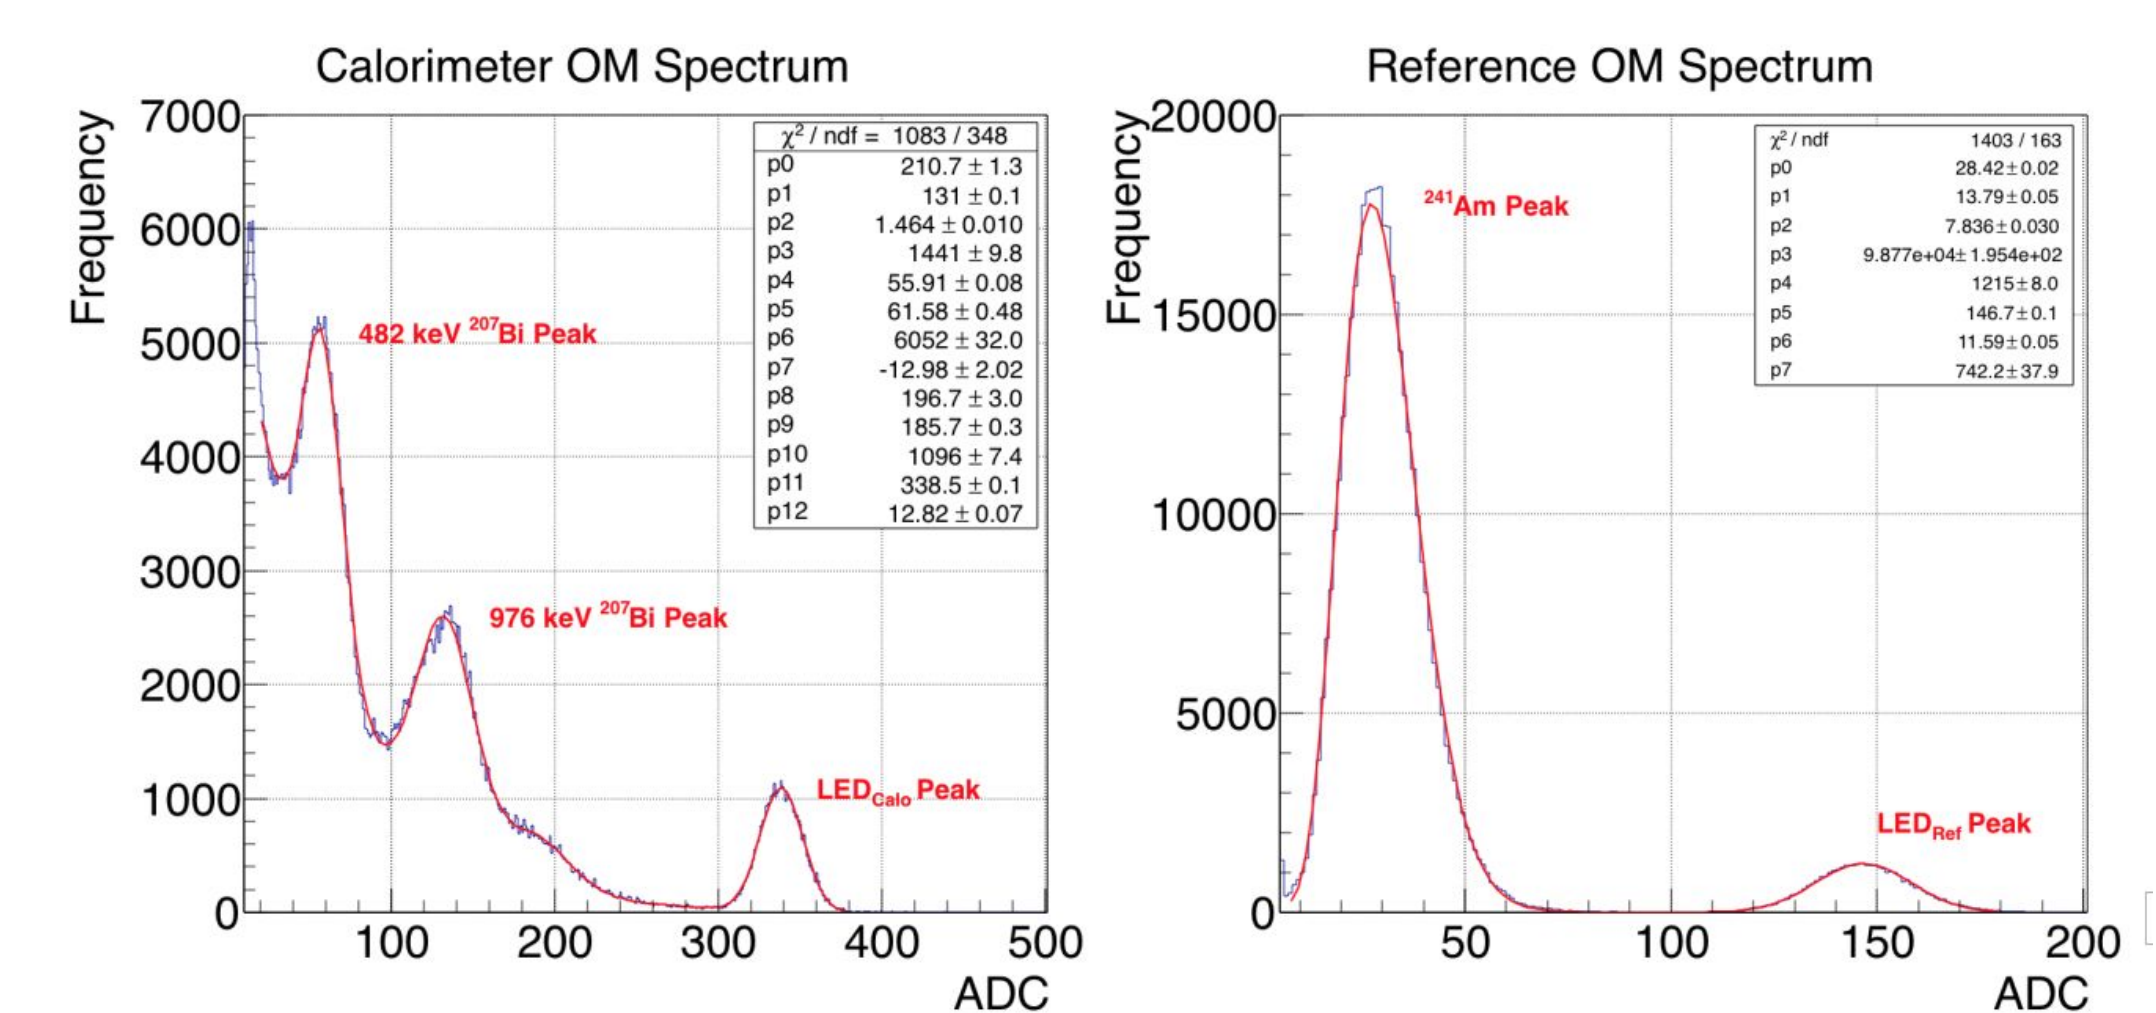 Calorimeter OM Spectrum
Frequency
7000
6000
5000
4000
3000
2000
1000
0
100 200 300 400 500
ADC
χ² / ndf = 1083 / 348
p0 210.7 ± 1.3
p1 131 ± 0.1
p2 1.464 ± 0.010
p3 1441 ± 9.8
p4 55.91 ± 0.08
p5 61.58 ± 0.48
p6 6052 ± 32.0
p7 -12.98 ± 2.02
p8 196.7 ± 3.0
p9 185.7 ± 0.3
p10 1096 ± 7.4
p11 338.5 ± 0.1
p12 12.82 ± 0.07
482 keV ²⁰⁷Bi Peak
976 keV ²⁰⁷Bi Peak
LED_Calo Peak
Reference OM Spectrum
Frequency
20000
15000
10000
5000
0
50 100 150 200
ADC
χ² / ndf 1403 / 163
p0 28.42 ± 0.02
p1 13.79 ± 0.05
p2 7.836 ± 0.030
p3 9.877e+04 ± 1.954e+02
p4 1215 ± 8.0
p5 146.7 ± 0.1
p6 11.59 ± 0.05
p7 742.2 ± 37.9
²⁴¹Am Peak
LED_Ref Peak